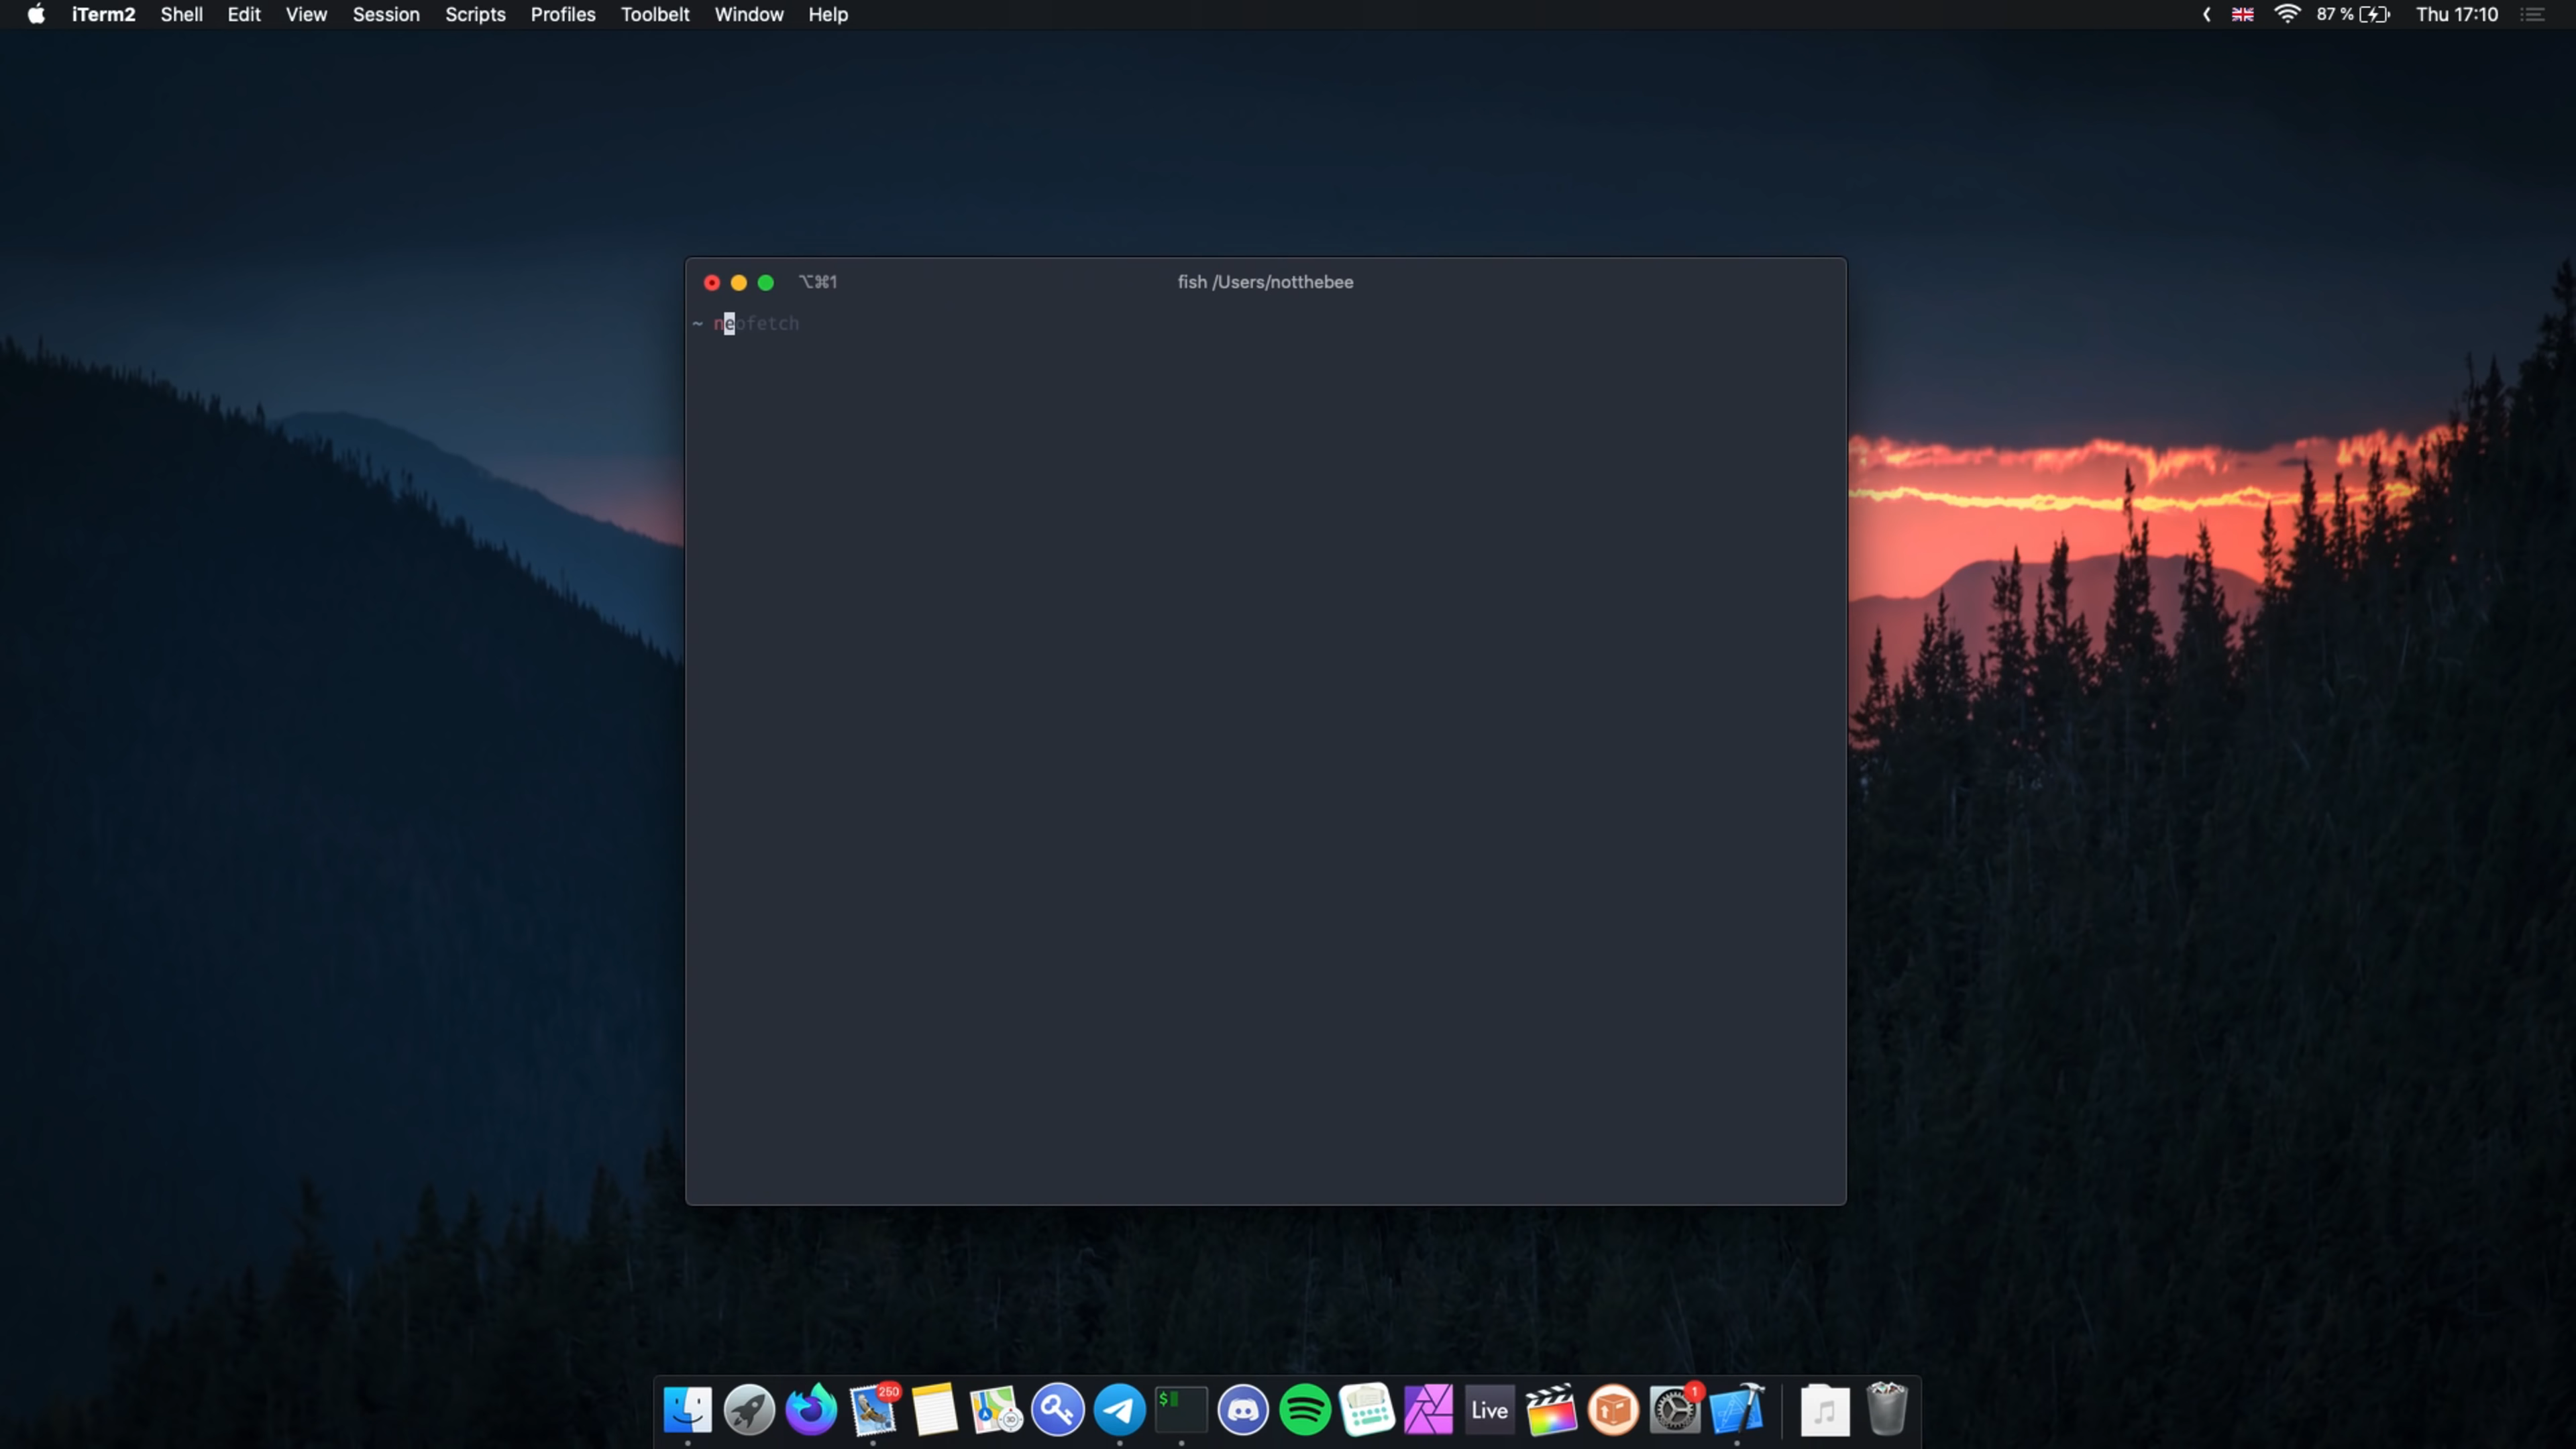 iTerm2 Shell Edit View Session Scripts Profiles Toolbelt Window Help 87 % Thu 17:10
⌥⌘1 fish /Users/notthebee
~ neofetch
250 3D $ Live 1